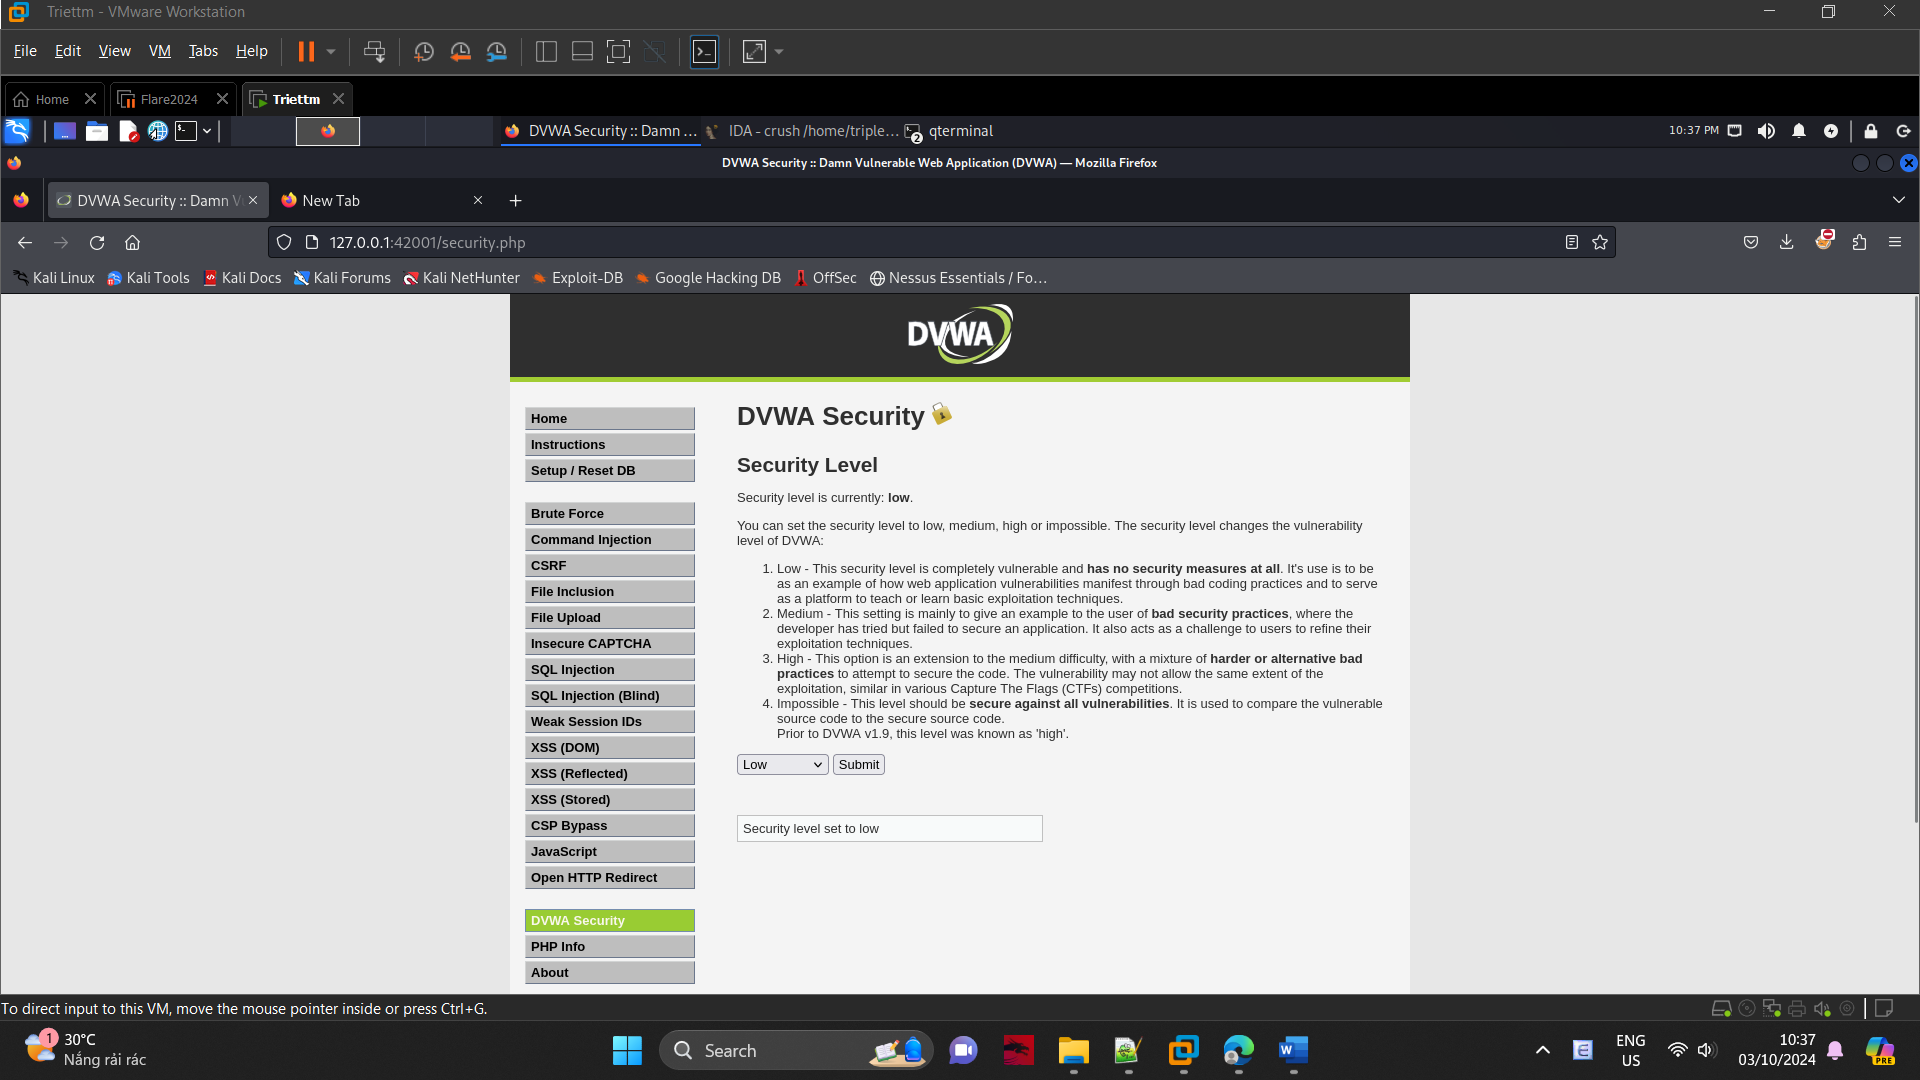 Triettm - VMware Workstation
File Edit View VM Tabs Help
Home Flare2024 Triettm
DVWA Security :: Damn ... IDA - crush /home/triple... 2 qterminal 10:37 PM
DVWA Security :: Damn Vulnerable Web Application (DVWA) — Mozilla Firefox
DVWA Security :: Damn V New Tab
127.0.0.1:42001/security.php
Kali Linux Kali Tools Kali Docs Kali Forums Kali NetHunter Exploit-DB Google Hacking DB OffSec Nessus Essentials / Fo...
DVWA
Home
Instructions
Setup / Reset DB
Brute Force
Command Injection
CSRF
File Inclusion
File Upload
Insecure CAPTCHA
SQL Injection
SQL Injection (Blind)
Weak Session IDs
XSS (DOM)
XSS (Reflected)
XSS (Stored)
CSP Bypass
JavaScript
Open HTTP Redirect
DVWA Security
PHP Info
About
DVWA Security
Security Level
Security level is currently: low.
You can set the security level to low, medium, high or impossible. The security level changes the vulnerability
level of DVWA:
1. Low - This security level is completely vulnerable and has no security measures at all. It's use is to be
as an example of how web application vulnerabilities manifest through bad coding practices and to serve
as a platform to teach or learn basic exploitation techniques.
2. Medium - This setting is mainly to give an example to the user of bad security practices, where the
developer has tried but failed to secure an application. It also acts as a challenge to users to refine their
exploitation techniques.
3. High - This option is an extension to the medium difficulty, with a mixture of harder or alternative bad
practices to attempt to secure the code. The vulnerability may not allow the same extent of the
exploitation, similar in various Capture The Flags (CTFs) competitions.
4. Impossible - This level should be secure against all vulnerabilities. It is used to compare the vulnerable
source code to the secure source code.
Prior to DVWA v1.9, this level was known as 'high'.
Low Submit
Security level set to low
To direct input to this VM, move the mouse pointer inside or press Ctrl+G.
1 30°C
Nắng rải rác
Search
ENG
US
10:37
03/10/2024
PRE